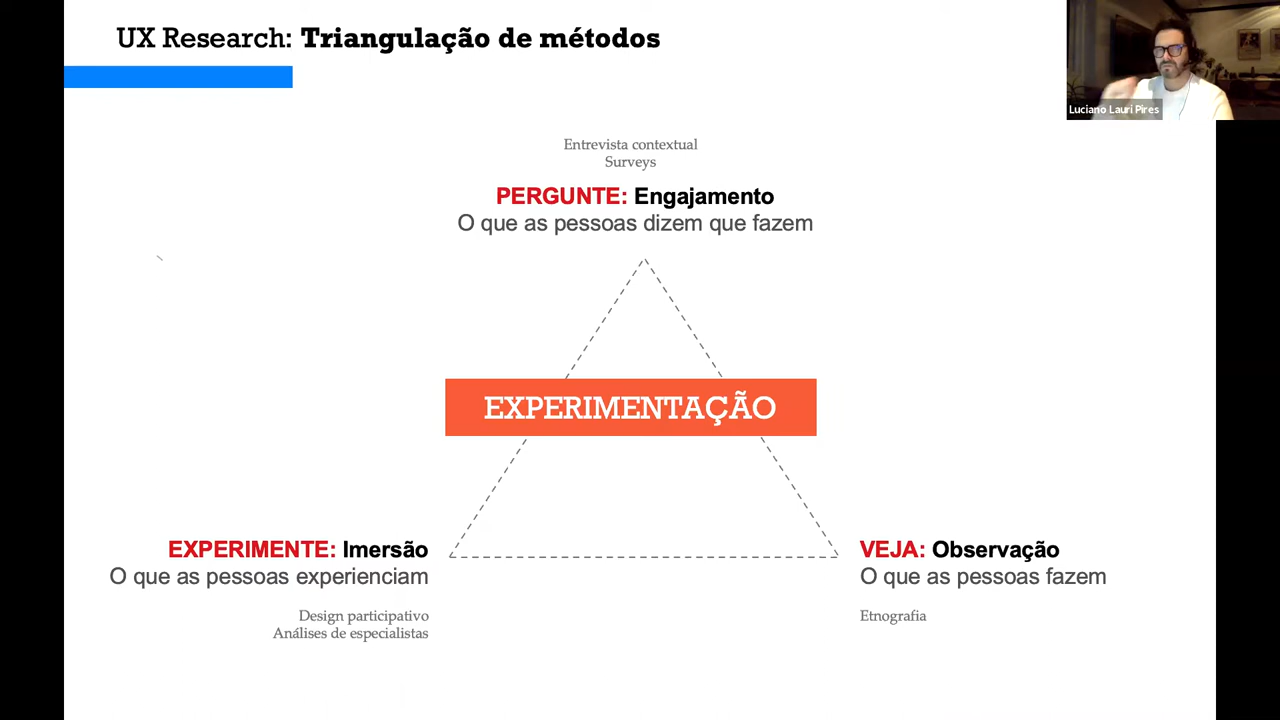 UX Research: Triangulação de métodos
Luciano Lauri Pires
Entrevista contextual
Surveys
PERGUNTE: Engajamento
O que as pessoas dizem que fazem
EXPERIMENTAÇÃO
EXPERIMENTE: Imersão
O que as pessoas experienciam
Design participativo
Análises de especialistas
VEJA: Observação
O que as pessoas fazem
Etnografia